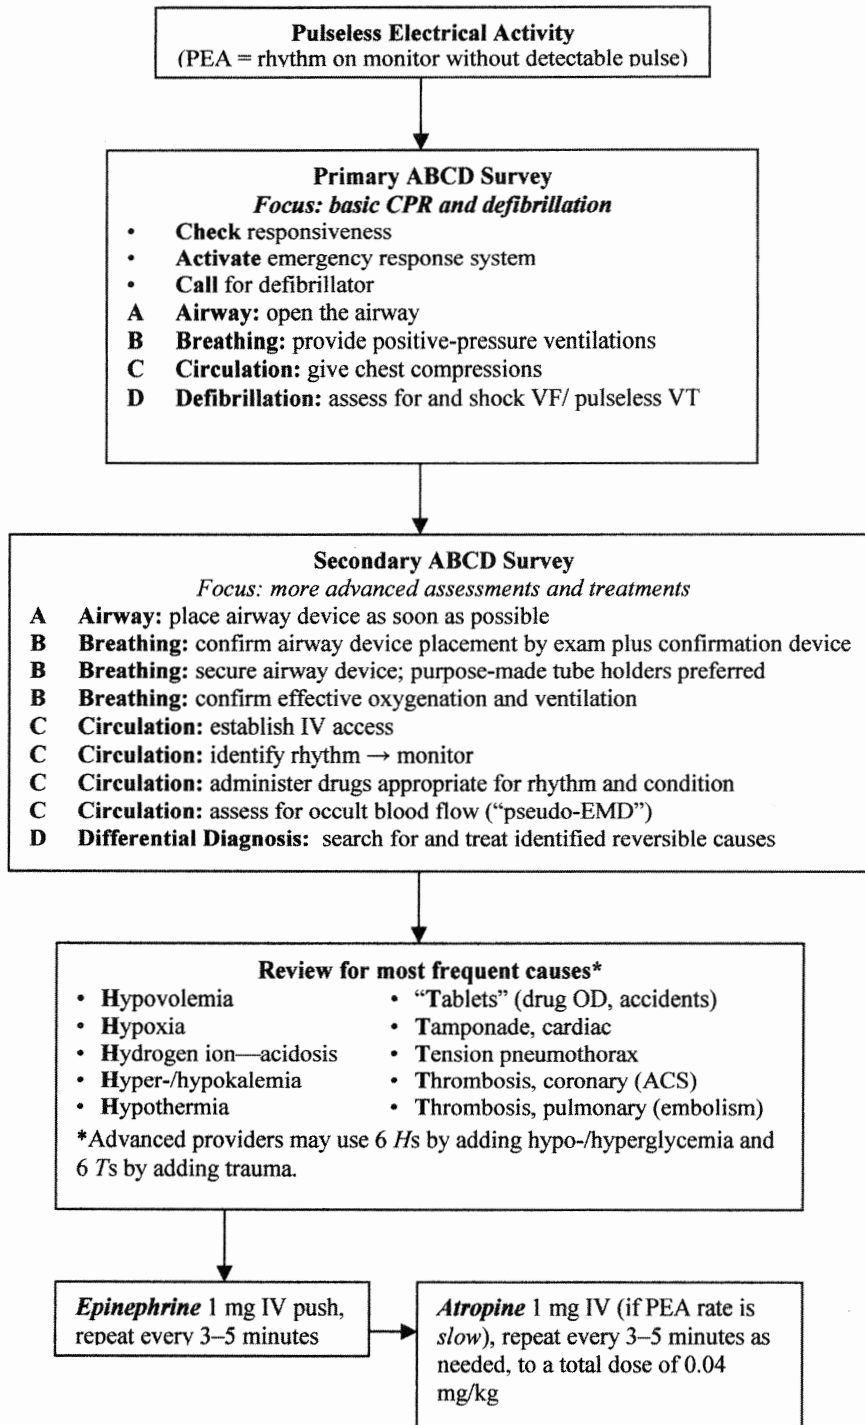 Pulseless Electrical Activity
(PEA = rhythm on monitor without detectable pulse)
Primary ABCD Survey
Focus: basic CPR and defibrillation
• Check responsiveness
• Activate emergency response system
• Call for defibrillator
A Airway: open the airway
B Breathing: provide positive-pressure ventilations
C Circulation: give chest compressions
D Defibrillation: assess for and shock VF/ pulseless VT
Secondary ABCD Survey
Focus: more advanced assessments and treatments
A Airway: place airway device as soon as possible
B Breathing: confirm airway device placement by exam plus confirmation device
B Breathing: secure airway device; purpose-made tube holders preferred
B Breathing: confirm effective oxygenation and ventilation
C Circulation: establish IV access
C Circulation: identify rhythm → monitor
C Circulation: administer drugs appropriate for rhythm and condition
C Circulation: assess for occult blood flow (“pseudo-EMD”)
D Differential Diagnosis: search for and treat identified reversible causes
Review for most frequent causes*
• Hypovolemia • “Tablets” (drug OD, accidents)
• Hypoxia • Tamponade, cardiac
• Hydrogen ion—acidosis • Tension pneumothorax
• Hyper-/hypokalemia • Thrombosis, coronary (ACS)
• Hypothermia • Thrombosis, pulmonary (embolism)
*Advanced providers may use 6 Hs by adding hypo-/hyperglycemia and
6 Ts by adding trauma.
Epinephrine 1 mg IV push,
repeat every 3–5 minutes
Atropine 1 mg IV (if PEA rate is
slow), repeat every 3–5 minutes as
needed, to a total dose of 0.04
mg/kg